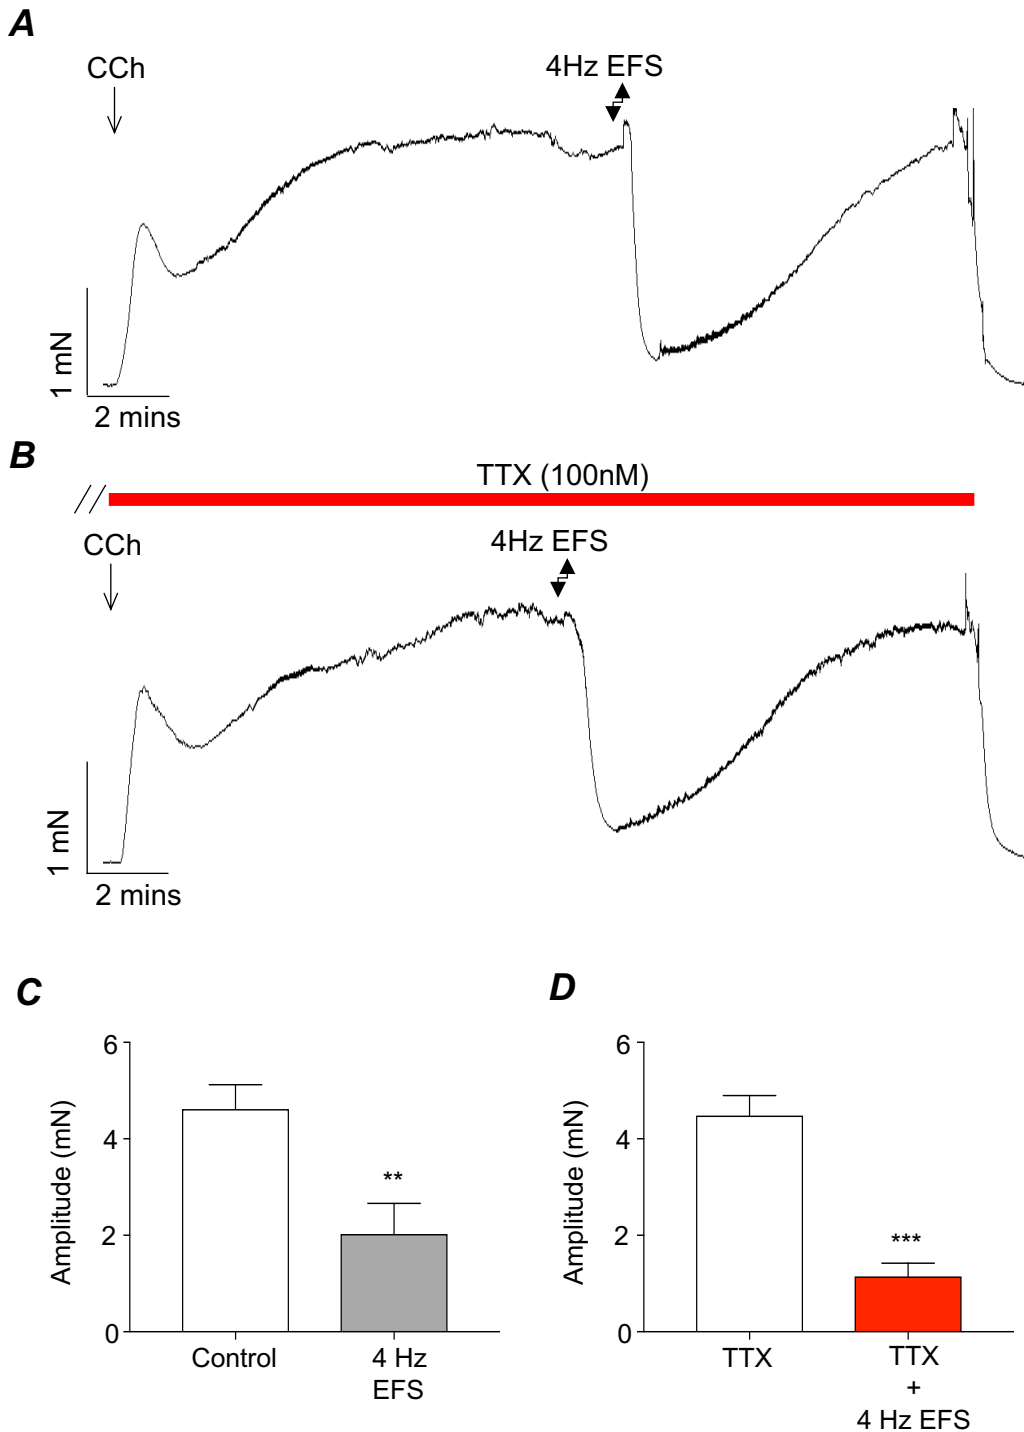 A
CCh
4Hz EFS
1 mN
2 mins
B
TTX (100nM)
CCh
4Hz EFS
1 mN
2 mins
C
D
6
4
2
0
Amplitude (mN)
**
Control
4 Hz
EFS
6
4
2
0
Amplitude (mN)
***
TTX
TTX
+
4 Hz EFS